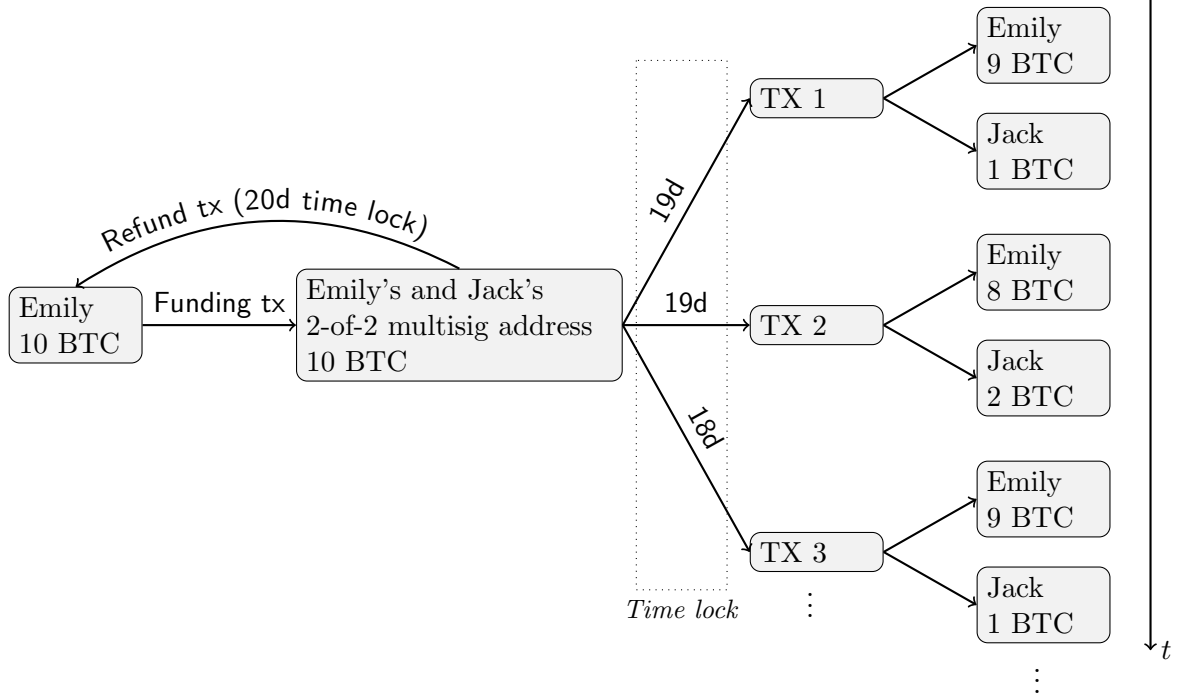 Emily
10 BTC
Refund tx (20d time lock)
Funding tx
Emily's and Jack's
2-of-2 multisig address
10 BTC
19d
19d
18d
Time lock
TX 1
Emily
9 BTC
Jack
1 BTC
TX 2
Emily
8 BTC
Jack
2 BTC
TX 3
⋮
Emily
9 BTC
Jack
1 BTC
⋮
t